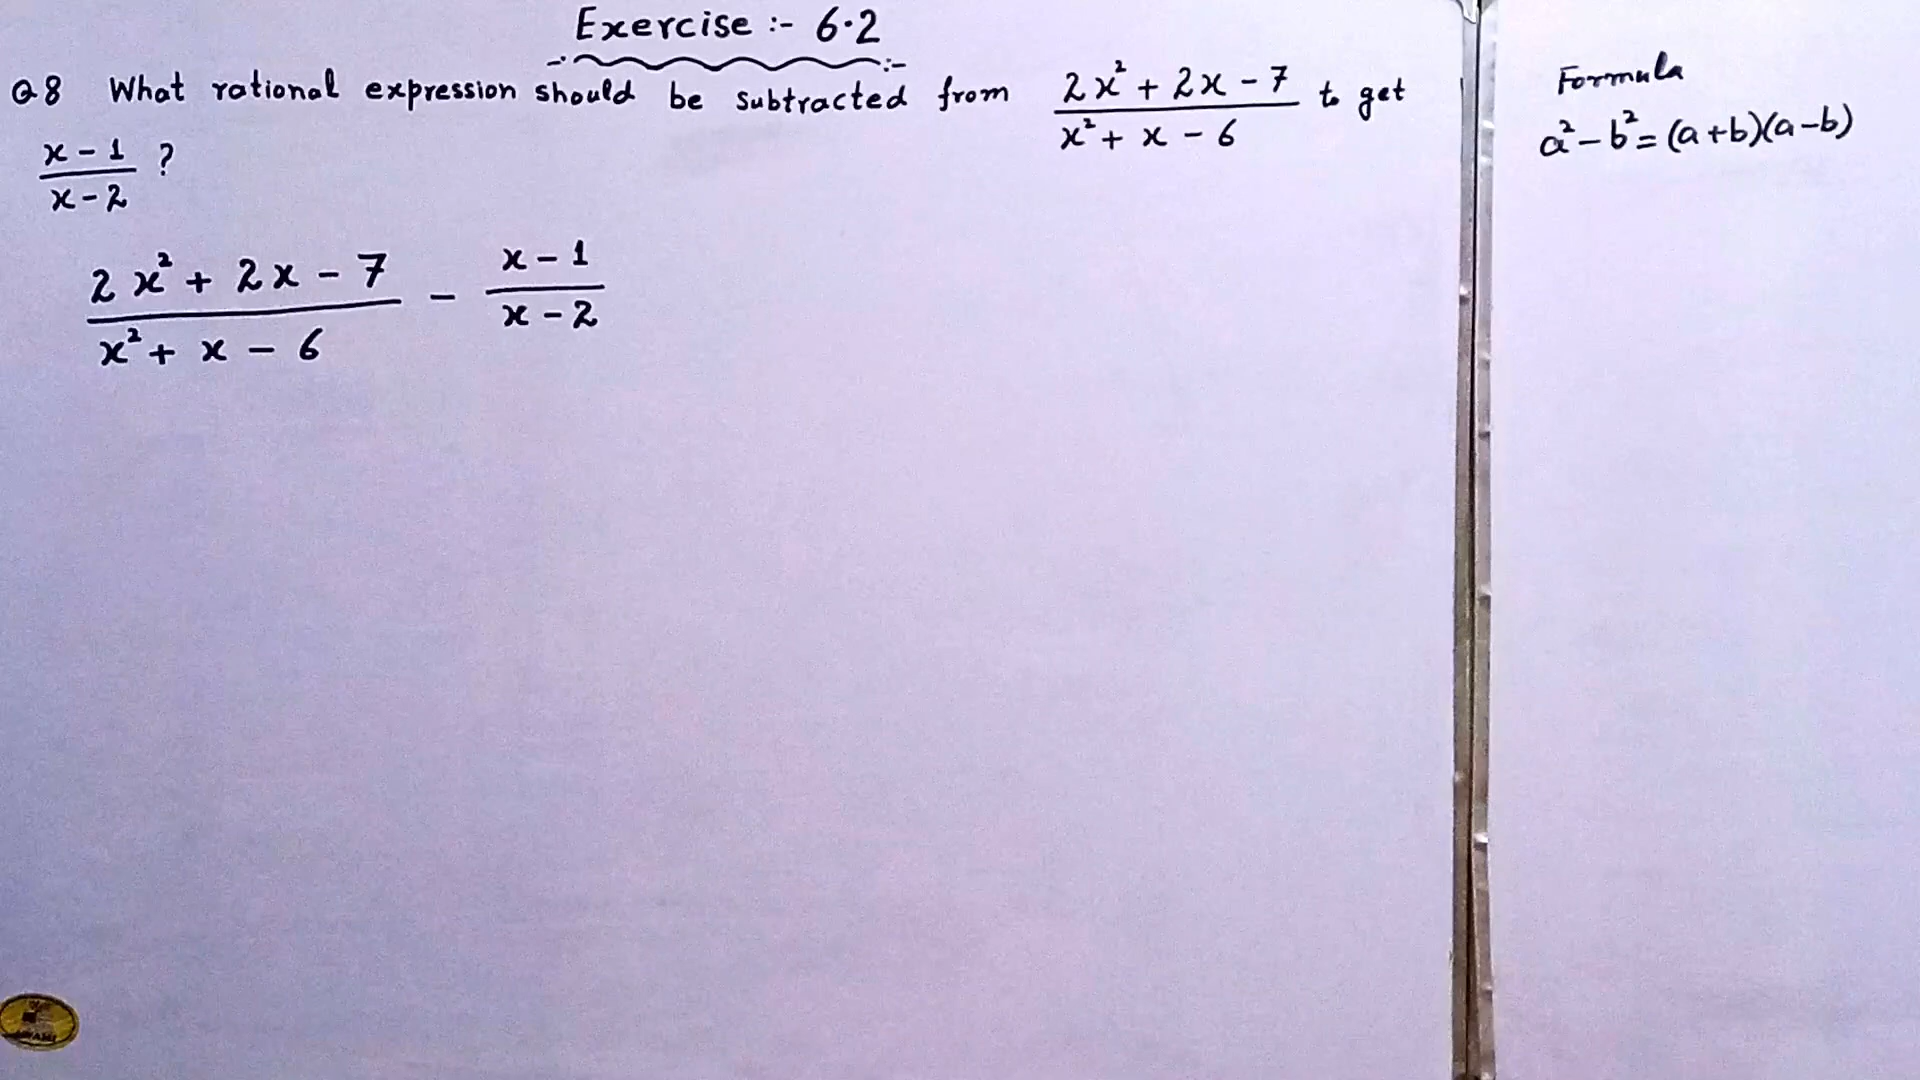 Exercise :- 6.2
Q8 What rational expression should be subtracted from (2x² + 2x - 7)/(x² + x - 6) to get
(x - 1)/(x - 2) ?
(2x² + 2x - 7)/(x² + x - 6) - (x - 1)/(x - 2)
Formula
a² - b² = (a+b)(a-b)